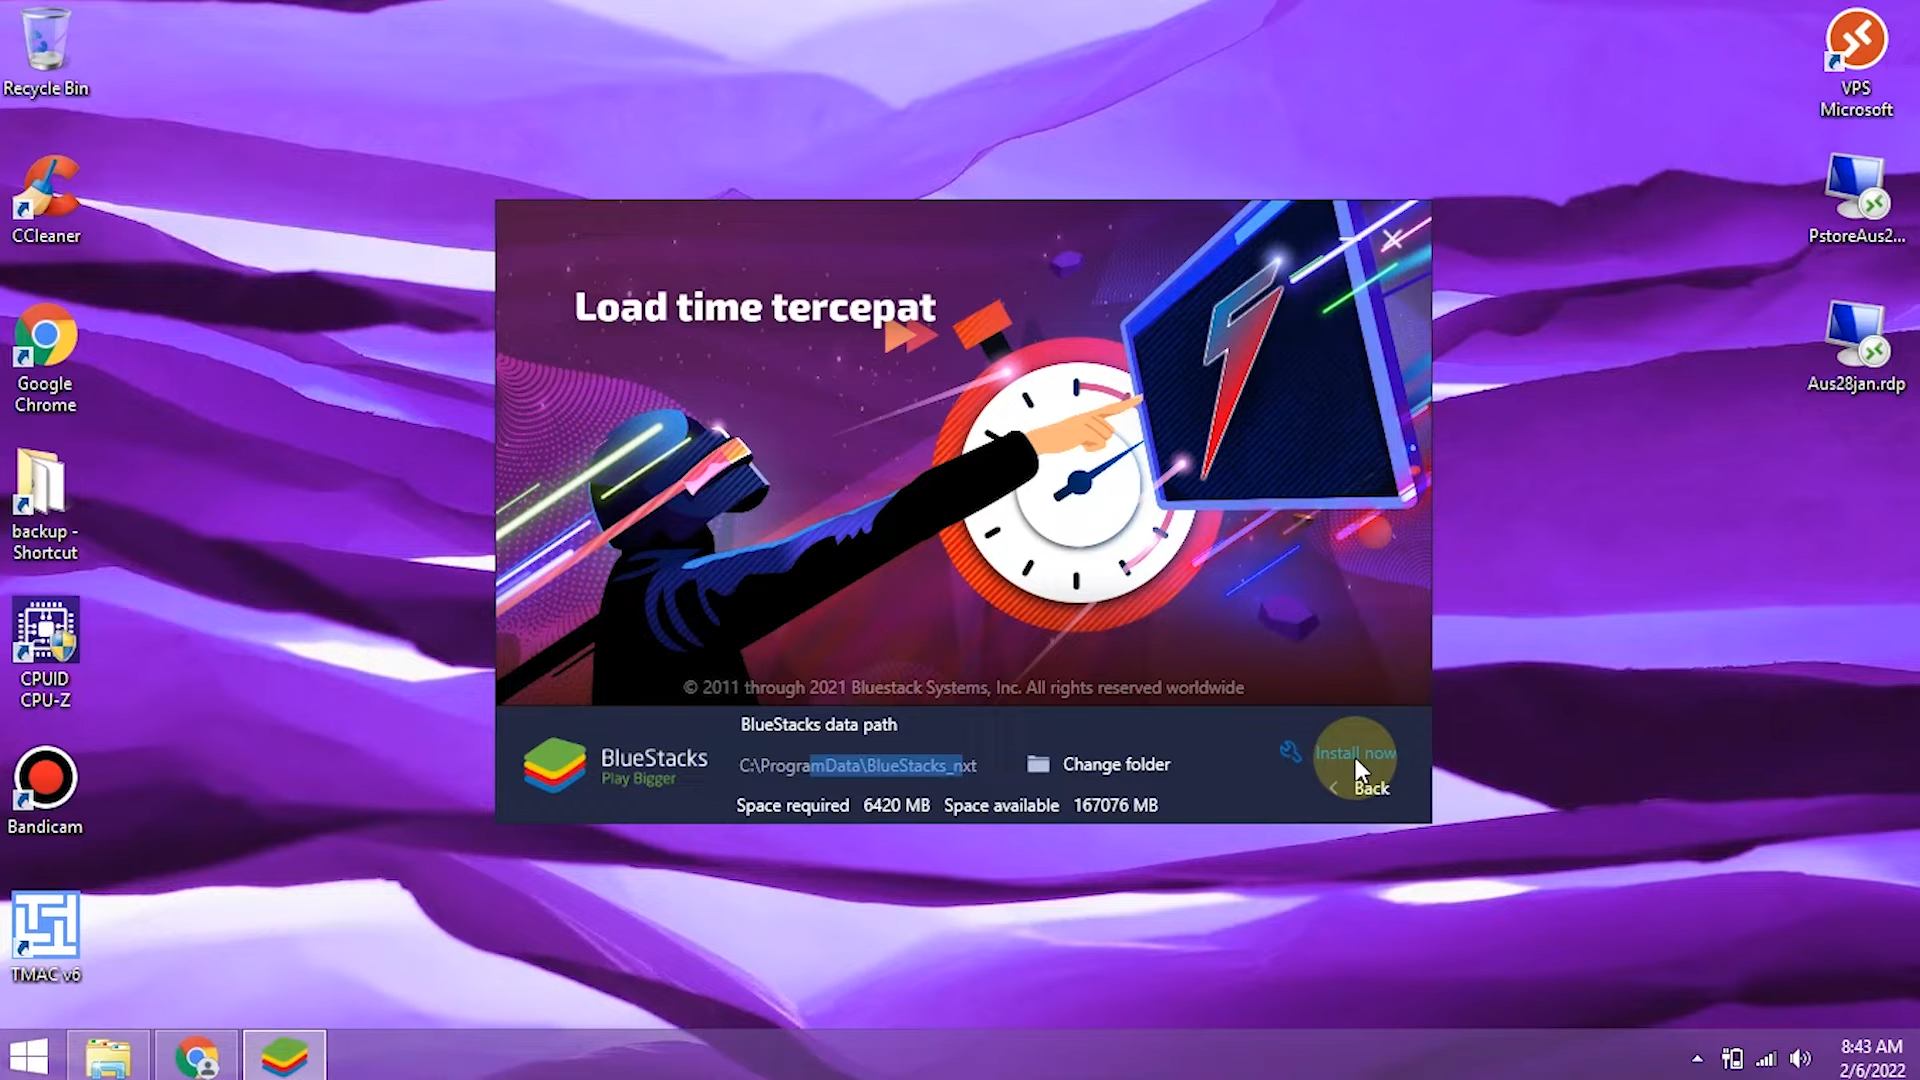 Recycle Bin
CCleaner
Google
Chrome
backup -
Shortcut
CPUID
CPU-Z
Bandicam
TMAC v6
VPS
Microsoft
PstoreAus2...
Aus28jan.rdp
Load time tercepat
© 2011 through 2021 Bluestack Systems, Inc. All rights reserved worldwide
BlueStacks
Play Bigger
BlueStacks data path
C:\ProgramData\BlueStacks_nxt
Change folder
Space required 6420 MB Space available 167076 MB
Install now
Back
8:43 AM
2/6/2022